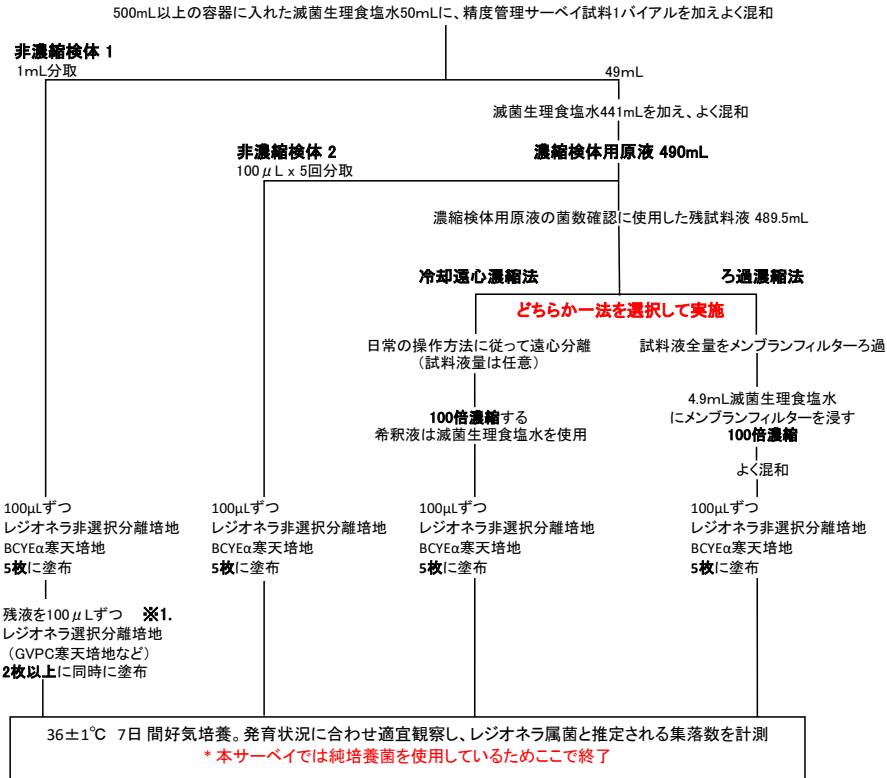 500mL以上の容器に入れた滅菌生理食塩水50mLに、精度管理サーベイ試料1バイアルを加えよく混和
非濃縮検体 1
1mL分取
49mL
滅菌生理食塩水441mLを加え、よく混和
非濃縮検体 2
100μL x 5回分取
濃縮検体用原液 490mL
濃縮検体用原液の菌数確認に使用した残試料液 489.5mL
冷却遠心濃縮法
ろ過濃縮法
どちらか一法を選択して実施
日常の操作方法に従って遠心分離
（試料液量は任意）
100倍濃縮する
希釈液は滅菌生理食塩水を使用
試料液全量をメンブランフィルターろ過
4.9mL滅菌生理食塩水
にメンブランフィルターを浸す
100倍濃縮
よく混和
100μLずつ
レジオネラ非選択分離培地
BCYEα寒天培地
5枚に塗布
100μLずつ
レジオネラ非選択分離培地
BCYEα寒天培地
5枚に塗布
100μLずつ
レジオネラ非選択分離培地
BCYEα寒天培地
5枚に塗布
100μLずつ
レジオネラ非選択分離培地
BCYEα寒天培地
5枚に塗布
残液を100μLずつ ※1.
レジオネラ選択分離培地
（GVPC寒天培地など）
2枚以上に同時に塗布
36±1℃ 7日間好気培養。発育状況に合わせ適宜観察し、レジオネラ属菌と推定される集落数を計測
*本サーベイでは純培養菌を使用しているためここで終了